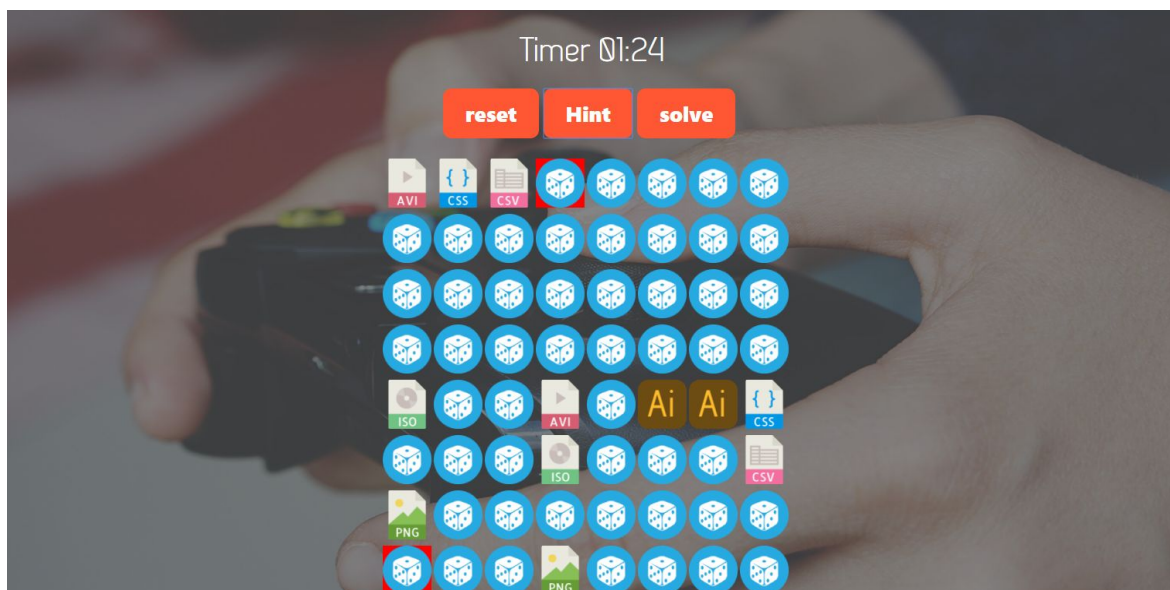 Timer 01:24
reset Hint solve
AVI { } CSS CSV
ISO AVI Ai Ai { } CSS
ISO CSV
PNG
PNG